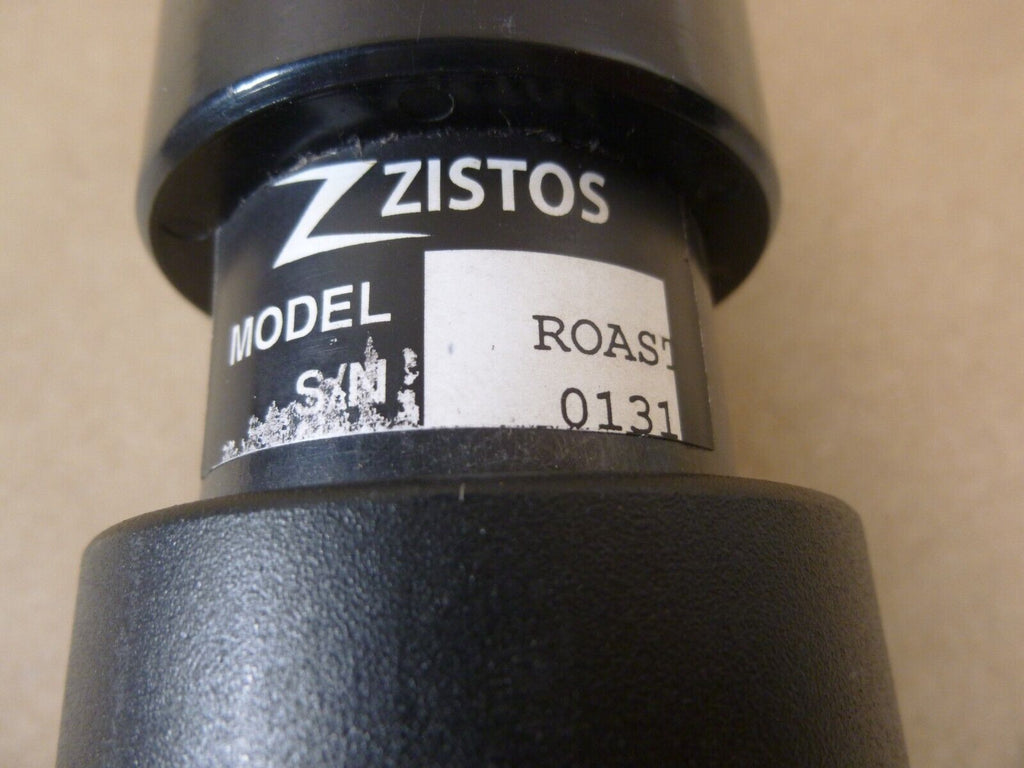 ZISTOS
MODEL ROAST
S/N 0131